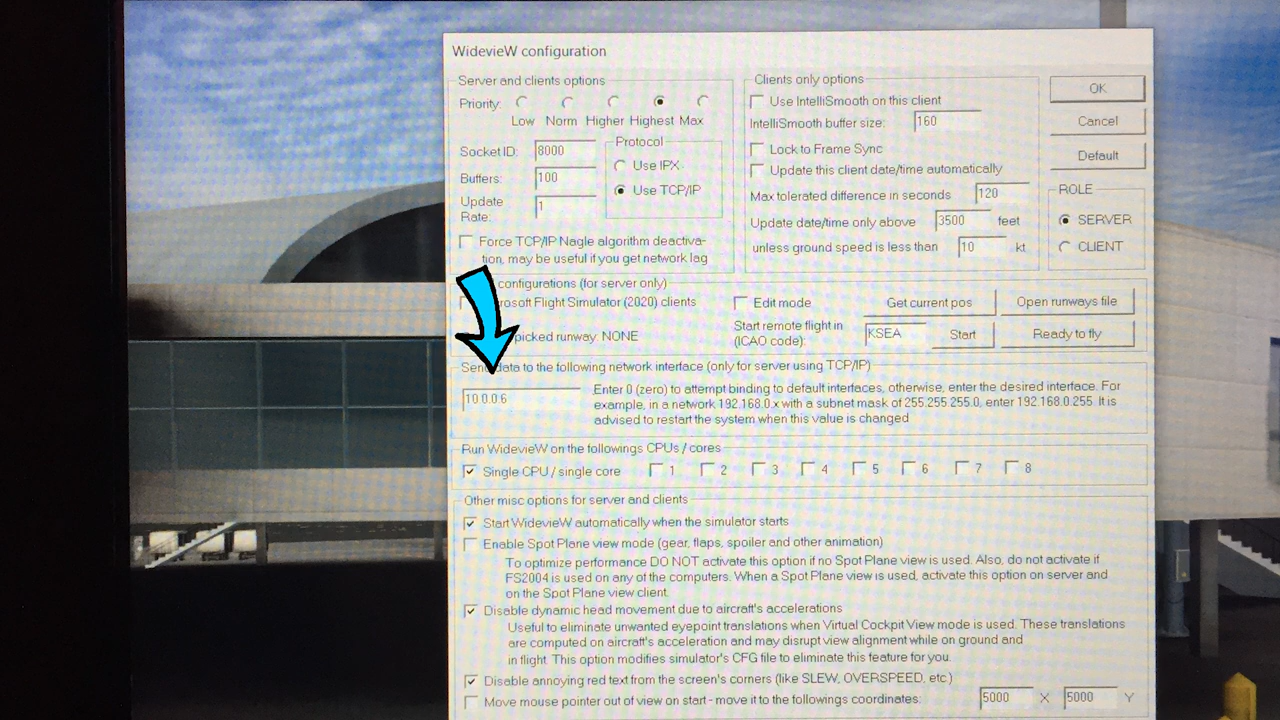 WidevieW configuration
Server and clients options
Priority:
Low Norm Higher Highest Max
Socket ID: 8000
Buffers: 100
Update
Rate: 1
Protocol
Use IPX
Use TCP/IP
Force TCP/IP Nagle algorithm deactiva-
tion, may be useful if you get network lag
Clients only options
Use IntelliSmooth on this client
IntelliSmooth buffer size: 160
Lock to Frame Sync
Update this client date/time automatically
Max tolerated difference in seconds 120
Update date/time only above 3500 feet
unless ground speed is less than 10 kt
OK
Cancel
Default
ROLE
SERVER
CLIENT
configurations (for server only)
rosoft Flight Simulator (2020) clients
picked runway: NONE
Edit mode
Get current pos
Open runways file
Start remote flight in
(ICAO code): KSEA
Start
Ready to fly
Send data to the following network interface (only for server using TCP/IP)
10.0.0.6
Enter 0 (zero) to attempt binding to default interfaces, otherwise, enter the desired interface. For
example, in a network 192.168.0.x with a subnet mask of 255.255.255.0, enter 192.168.0.255. It is
advised to restart the system when this value is changed
Run WidevieW on the followings CPUs / cores
Single CPU / single core 1 2 3 4 5 6 7 8
Other misc options for server and clients
Start WidevieW automatically when the simulator starts
Enable Spot Plane view mode (gear, flaps, spoiler and other animation)
To optimize performance DO NOT activate this option if no Spot Plane view is used. Also, do not activate if
FS2004 is used on any of the computers. When a Spot Plane view is used, activate this option on server and
on the Spot Plane view client.
Disable dynamic head movement due to aircraft's accelerations
Useful to eliminate unwanted eyepoint translations when Virtual Cockpit View mode is used. These translations
are computed on aircraft's acceleration and may disrupt view alignment while on ground and
in flight. This option modifies simulator's CFG file to eliminate this feature for you.
Disable annoying red text from the screen's corners (like SLEW, OVERSPEED, etc.)
Move mouse pointer out of view on start - move it to the followings coordinates: 5000 X 5000 Y